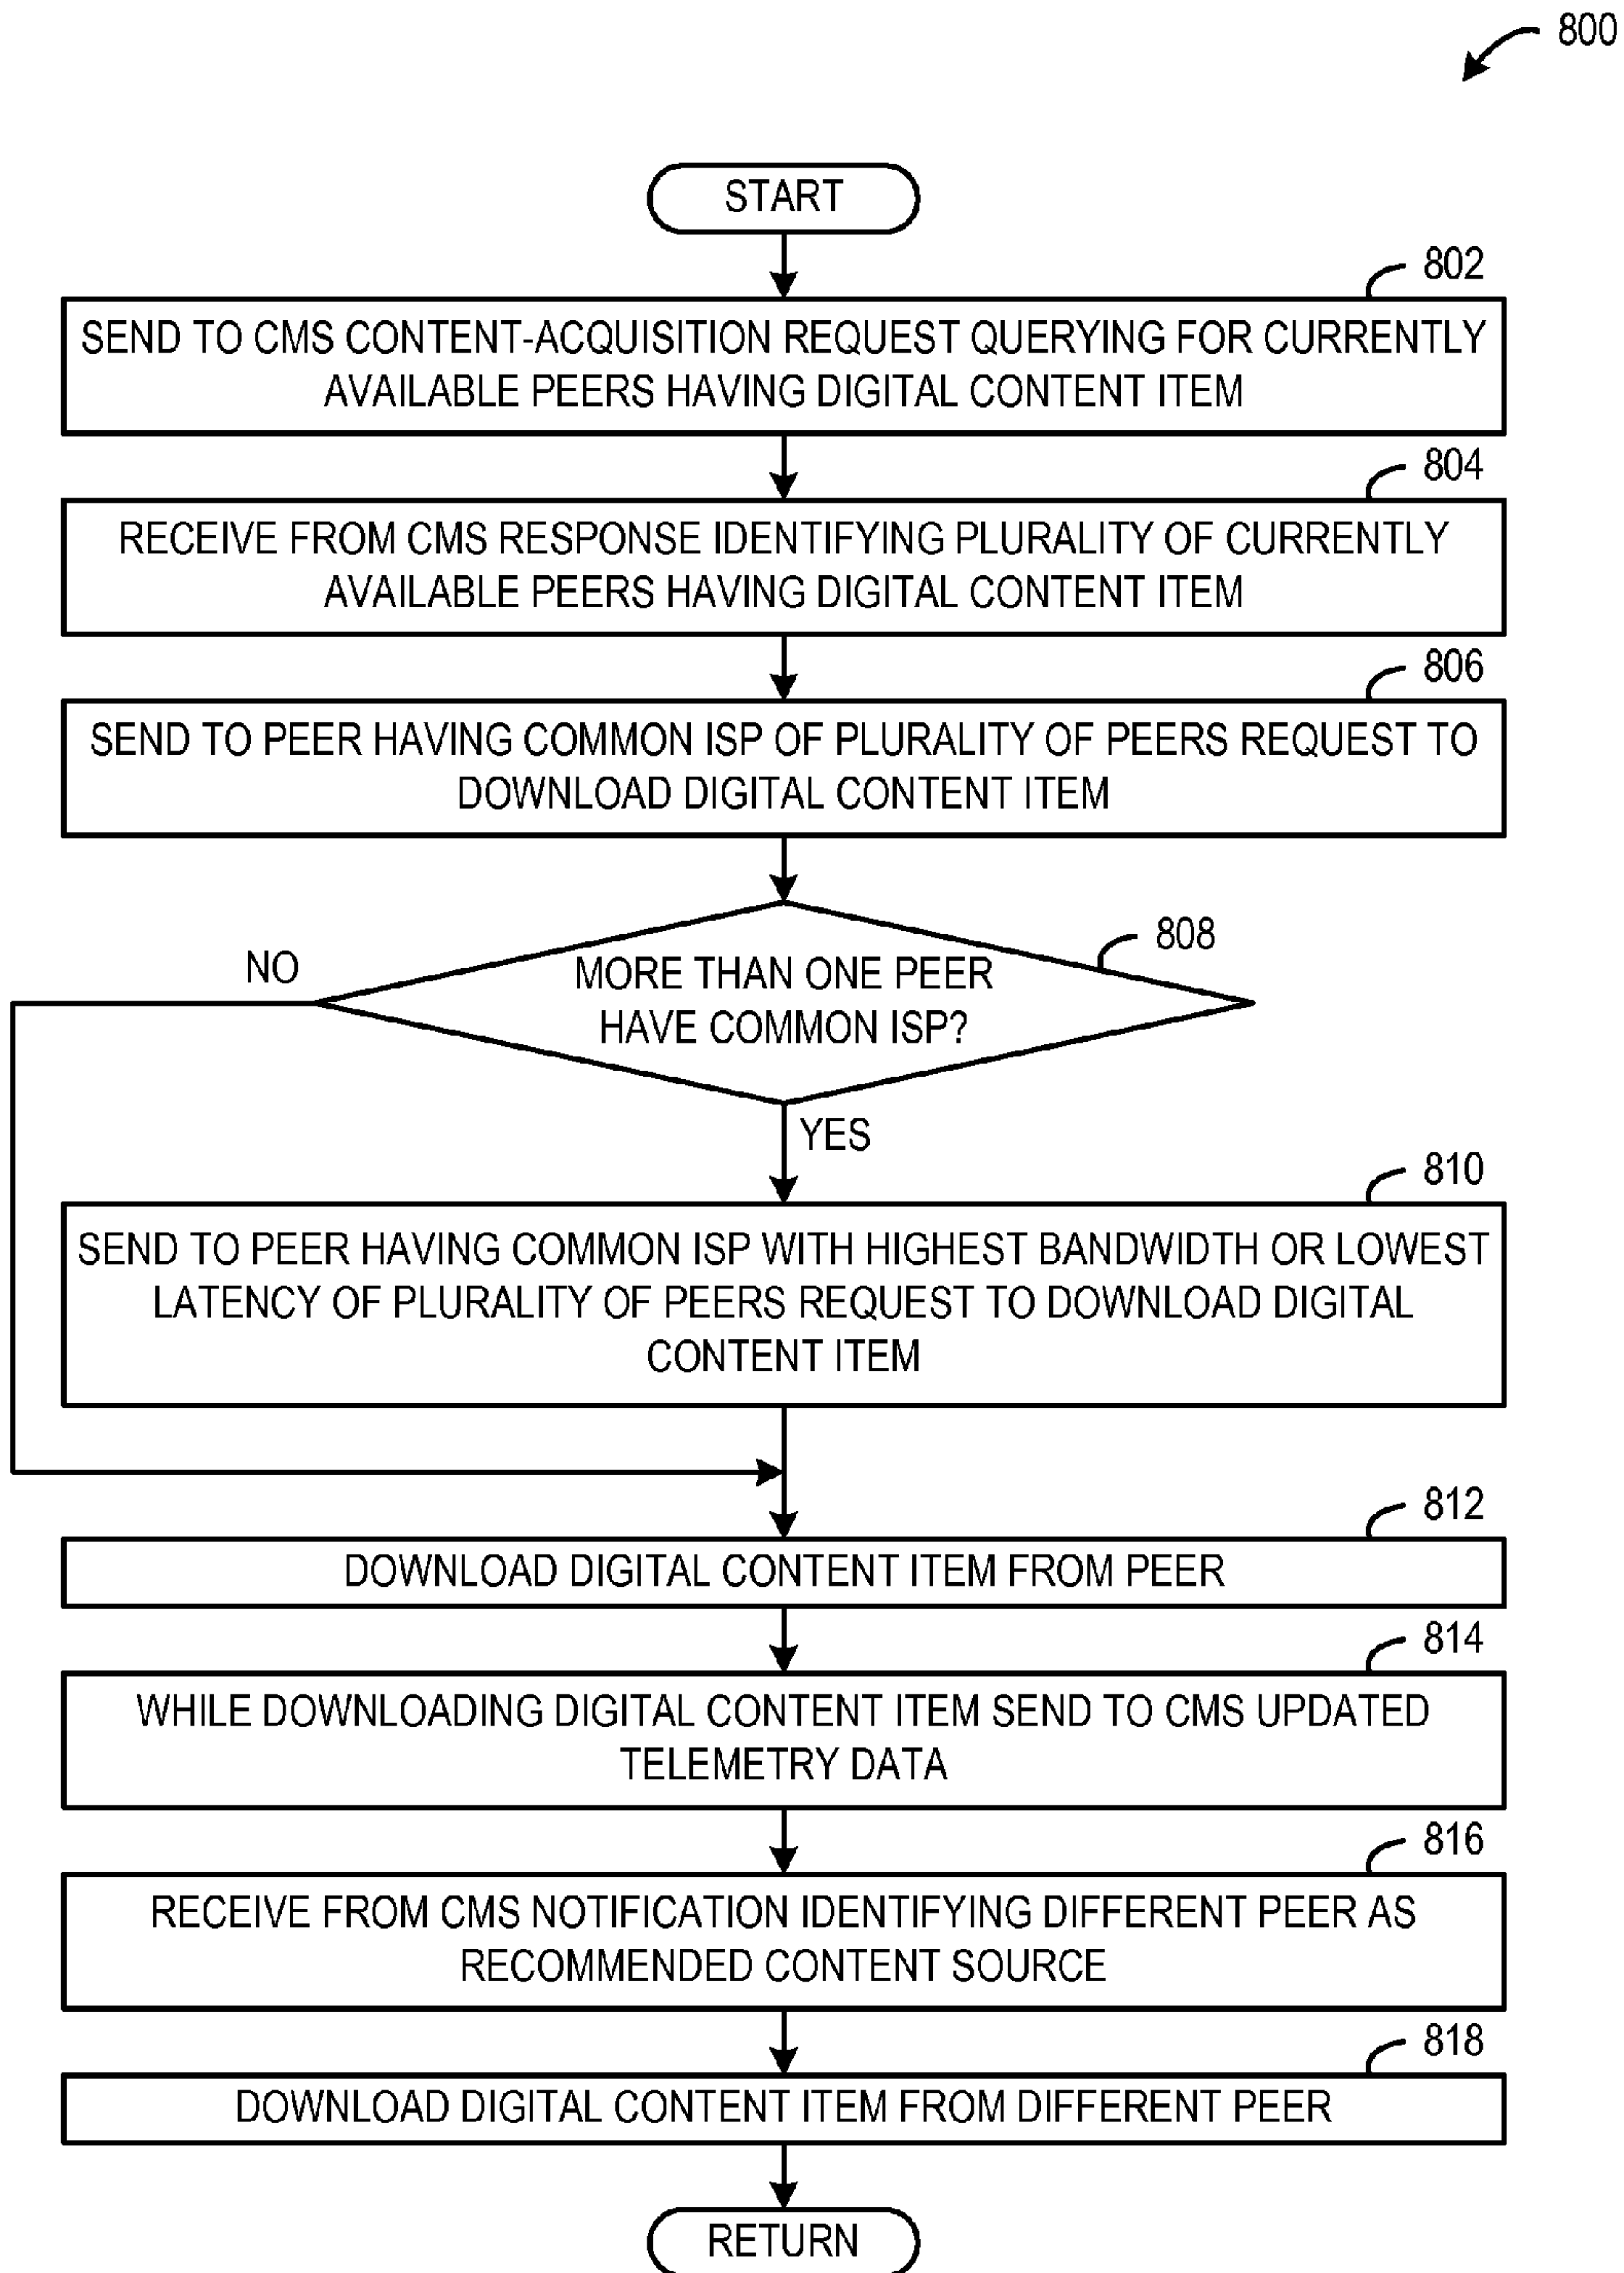 800
START
802
SEND TO CMS CONTENT-ACQUISITION REQUEST QUERYING FOR CURRENTLY
AVAILABLE PEERS HAVING DIGITAL CONTENT ITEM
804
RECEIVE FROM CMS RESPONSE IDENTIFYING PLURALITY OF CURRENTLY
AVAILABLE PEERS HAVING DIGITAL CONTENT ITEM
806
SEND TO PEER HAVING COMMON ISP OF PLURALITY OF PEERS REQUEST TO
DOWNLOAD DIGITAL CONTENT ITEM
808
NO
MORE THAN ONE PEER
HAVE COMMON ISP?
YES
810
SEND TO PEER HAVING COMMON ISP WITH HIGHEST BANDWIDTH OR LOWEST
LATENCY OF PLURALITY OF PEERS REQUEST TO DOWNLOAD DIGITAL
CONTENT ITEM
812
DOWNLOAD DIGITAL CONTENT ITEM FROM PEER
814
WHILE DOWNLOADING DIGITAL CONTENT ITEM SEND TO CMS UPDATED
TELEMETRY DATA
816
RECEIVE FROM CMS NOTIFICATION IDENTIFYING DIFFERENT PEER AS
RECOMMENDED CONTENT SOURCE
818
DOWNLOAD DIGITAL CONTENT ITEM FROM DIFFERENT PEER
RETURN